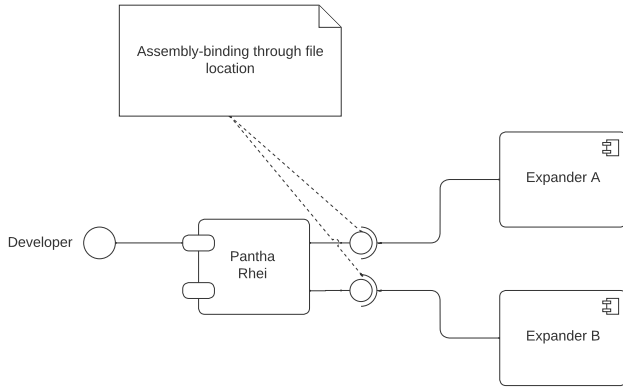 Assembly-binding through file
location
Expander A
Developer
Pantha
Rhei
Expander B